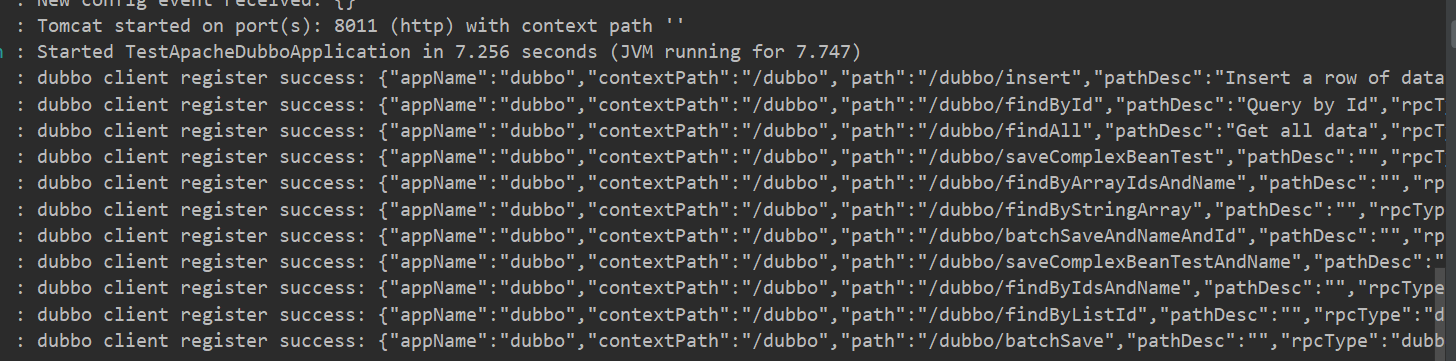 : New config event received: {}
: Tomcat started on port(s): 8011 (http) with context path ''
: Started TestApacheDubboApplication in 7.256 seconds (JVM running for 7.747)
: dubbo client register success: {"appName":"dubbo","contextPath":"/dubbo","path":"/dubbo/insert","pathDesc":"Insert a row of data
: dubbo client register success: {"appName":"dubbo","contextPath":"/dubbo","path":"/dubbo/findById","pathDesc":"Query by Id","rpcT
: dubbo client register success: {"appName":"dubbo","contextPath":"/dubbo","path":"/dubbo/findAll","pathDesc":"Get all data","rpcT
: dubbo client register success: {"appName":"dubbo","contextPath":"/dubbo","path":"/dubbo/saveComplexBeanTest","pathDesc":"","rpcT
: dubbo client register success: {"appName":"dubbo","contextPath":"/dubbo","path":"/dubbo/findByArrayIdsAndName","pathDesc":"","rp
: dubbo client register success: {"appName":"dubbo","contextPath":"/dubbo","path":"/dubbo/findByStringArray","pathDesc":"","rpcTyp
: dubbo client register success: {"appName":"dubbo","contextPath":"/dubbo","path":"/dubbo/batchSaveAndNameAndId","pathDesc":"","rp
: dubbo client register success: {"appName":"dubbo","contextPath":"/dubbo","path":"/dubbo/saveComplexBeanTestAndName","pathDesc":"
: dubbo client register success: {"appName":"dubbo","contextPath":"/dubbo","path":"/dubbo/findByIdsAndName","pathDesc":"","rpcType
: dubbo client register success: {"appName":"dubbo","contextPath":"/dubbo","path":"/dubbo/findByListId","pathDesc":"","rpcType":"d
: dubbo client register success: {"appName":"dubbo","contextPath":"/dubbo","path":"/dubbo/batchSave","pathDesc":"","rpcType":"dubb